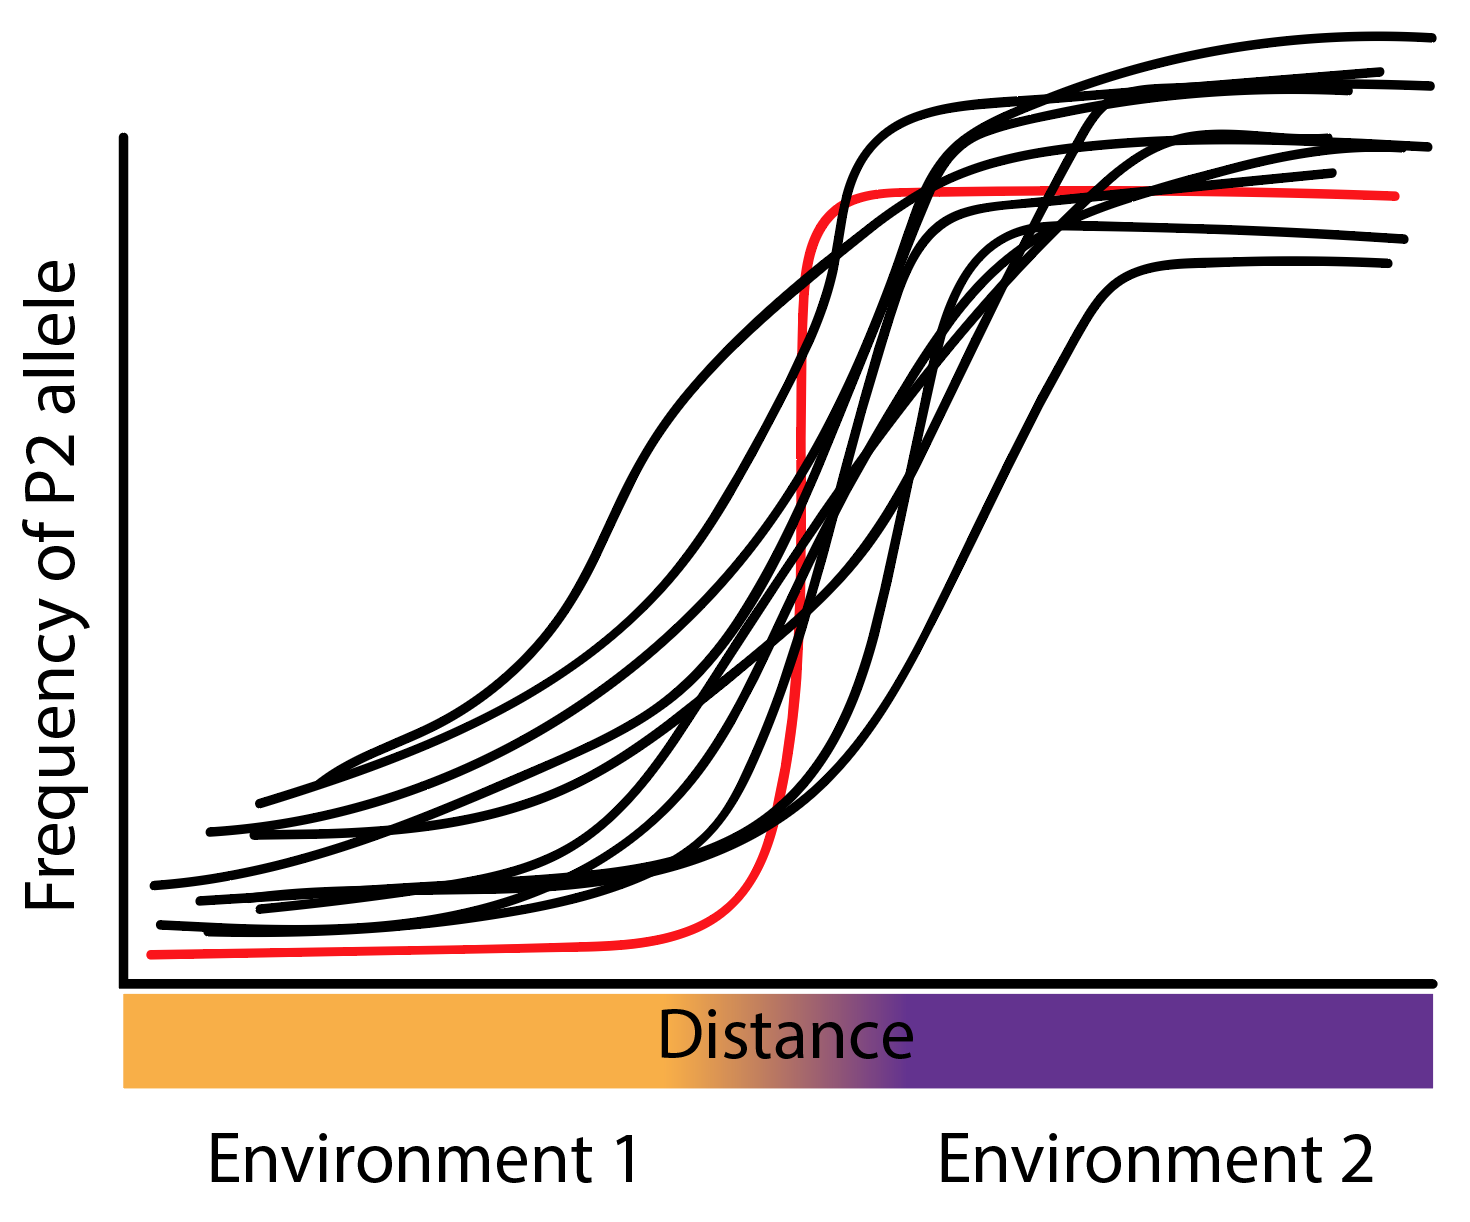 Frequency of P2 allele
Distance
Environment 1
Environment 2